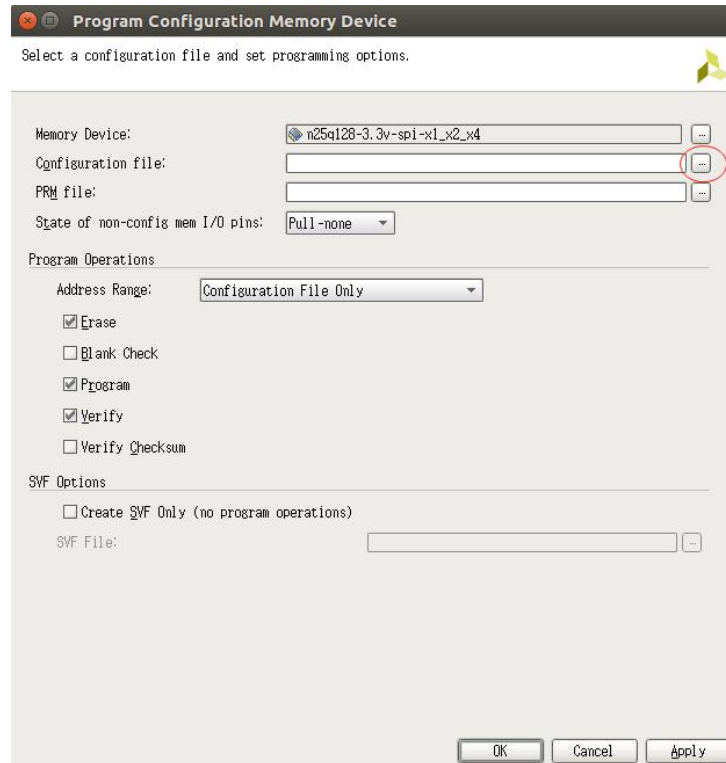 Program Configuration Memory Device
Select a configuration file and set programming options.
Memory Device: n25q128-3.3v-spi-x1_x2_x4 ...
Configuration file: ...
PRM file: ...
State of non-config mem I/O pins: Pull-none
Program Operations
Address Range: Configuration File Only
Erase
Blank Check
Program
Verify
Verify Checksum
SVF Options
Create SVF Only (no program operations)
SVF File: ...
OK Cancel Apply